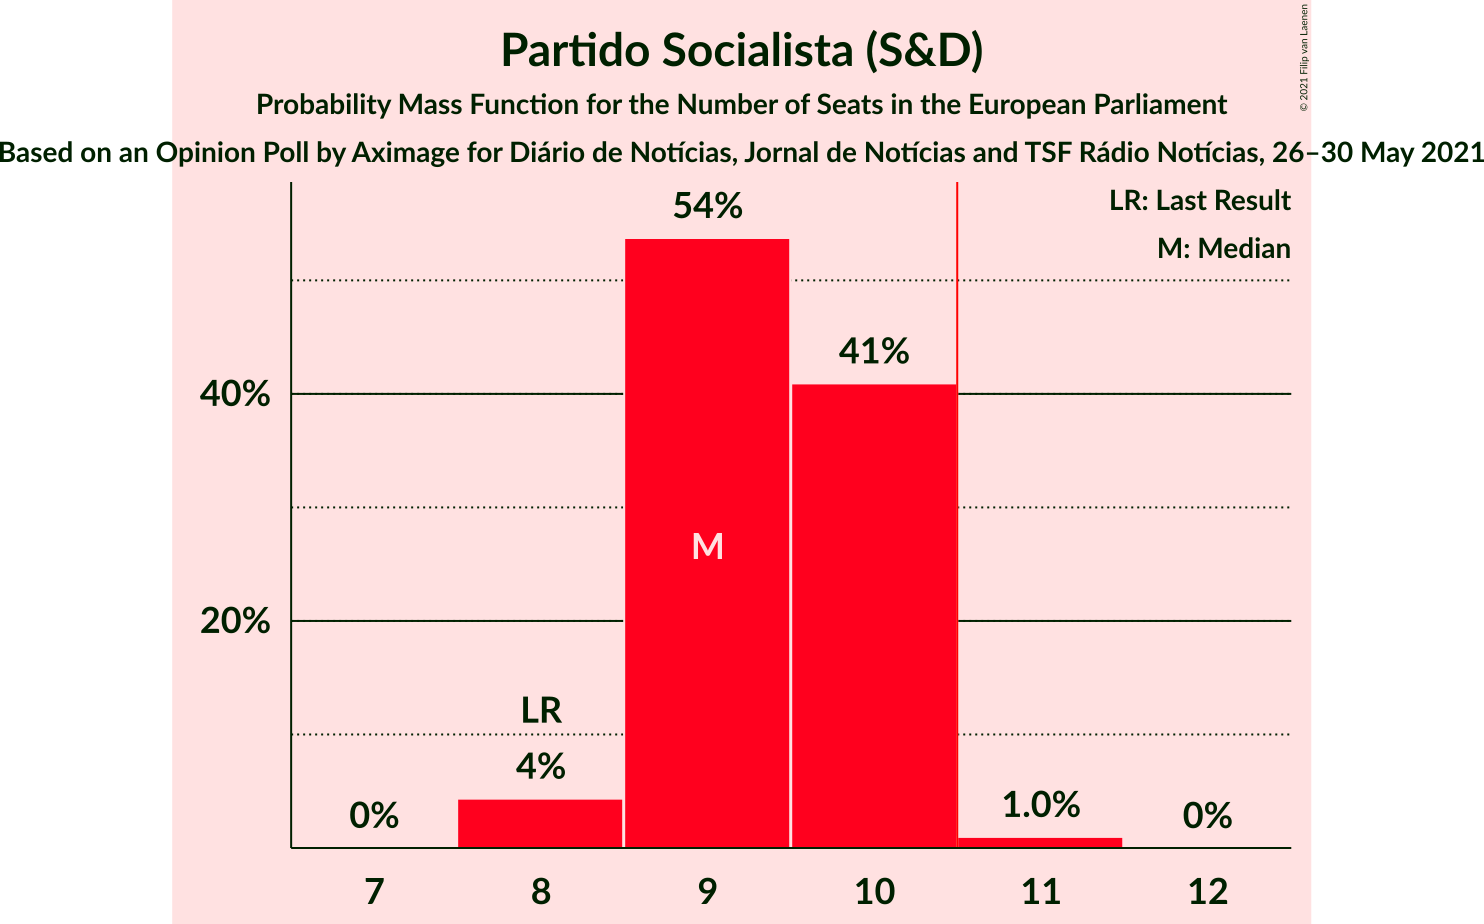 Partido Socialista (S&D)
Probability Mass Function for the Number of Seats in the European Parliament
Based on an Opinion Poll by Aximage for Diário de Notícias, Jornal de Notícias and TSF Rádio Notícias, 26–30 May 2021
© 2021 Filip van Laenen
LR: Last Result
M: Median
54%
41%
40%
M
20%
LR
4%
0%
1.0%
0%
7 8 9 10 11 12